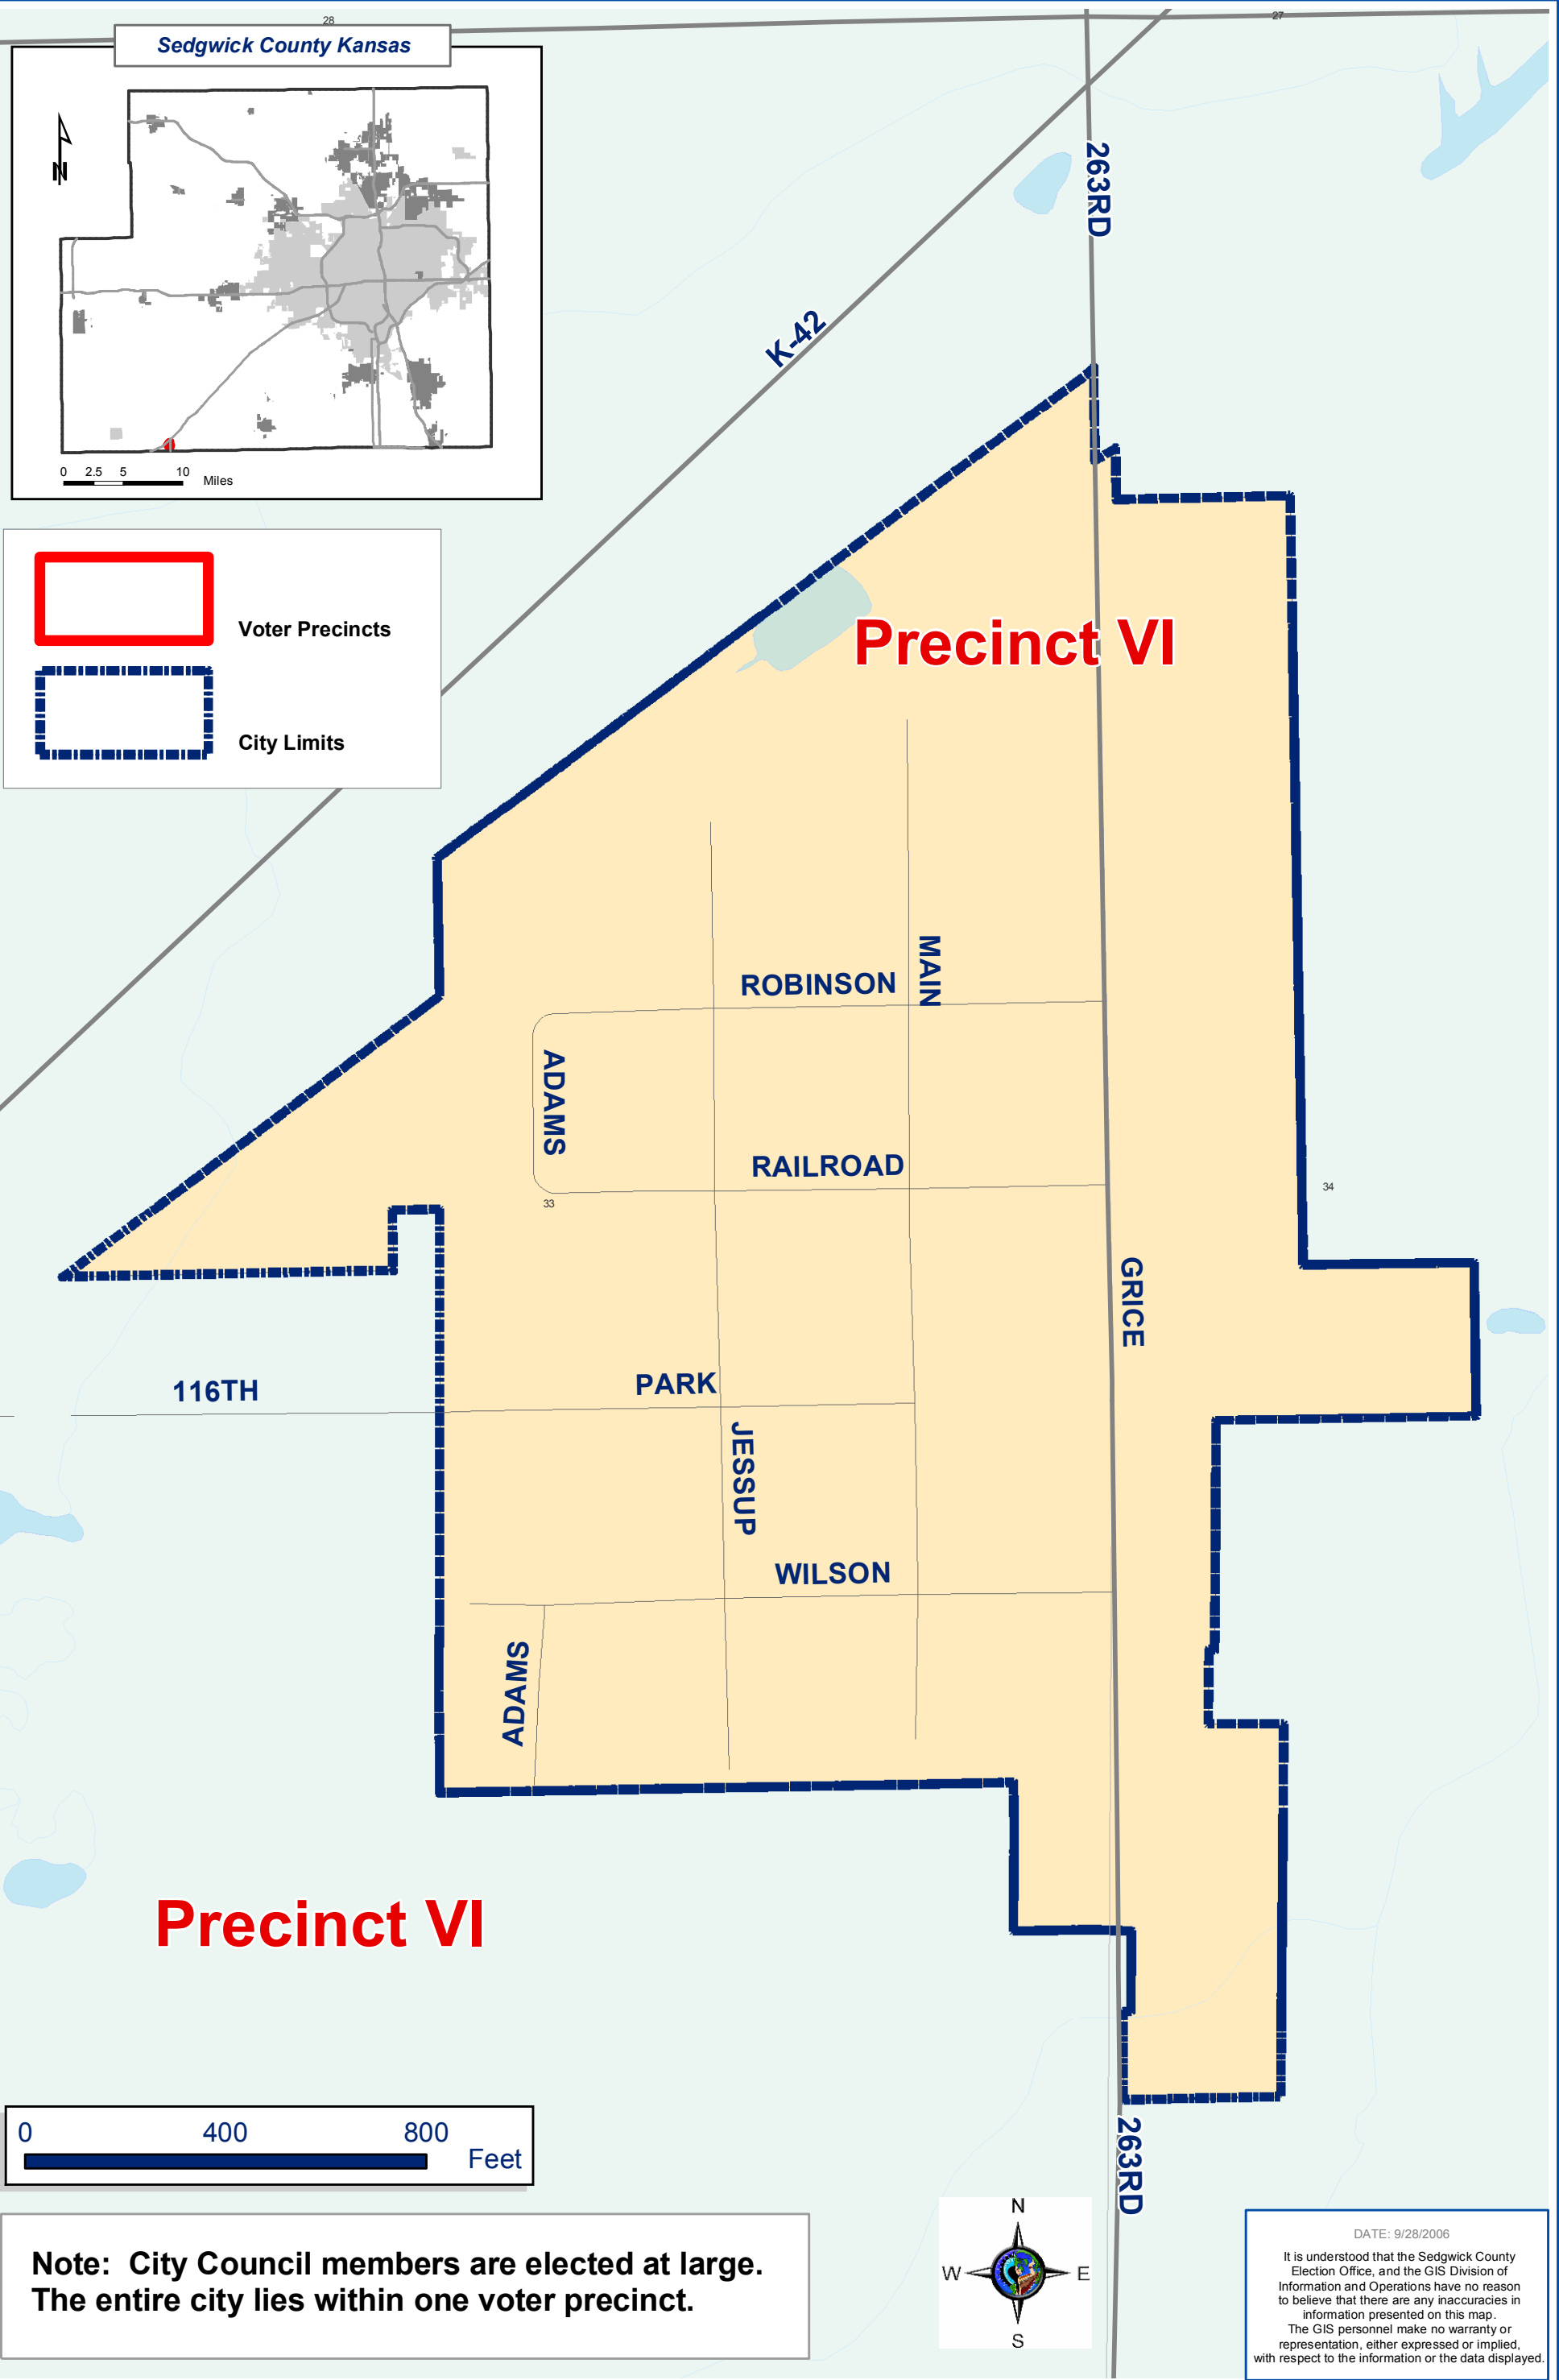 28
27
Sedgwick County Kansas
N
0 2.5 5 10
Miles
263RD
K-42
Voter Precincts
City Limits
Precinct VI
MAIN
ROBINSON
ADAMS
RAILROAD
33
34
GRICE
116TH
PARK
JESSUP
WILSON
ADAMS
Precinct VI
0 400 800
Feet
263RD
Note: City Council members are elected at large.
The entire city lies within one voter precinct.
N
W
E
S
DATE: 9/28/2006
It is understood that the Sedgwick County
Election Office, and the GIS Division of
Information and Operations have no reason
to believe that there are any inaccuracies in
information presented on this map.
The GIS personnel make no warranty or
representation, either expressed or implied,
with respect to the information or the data displayed.